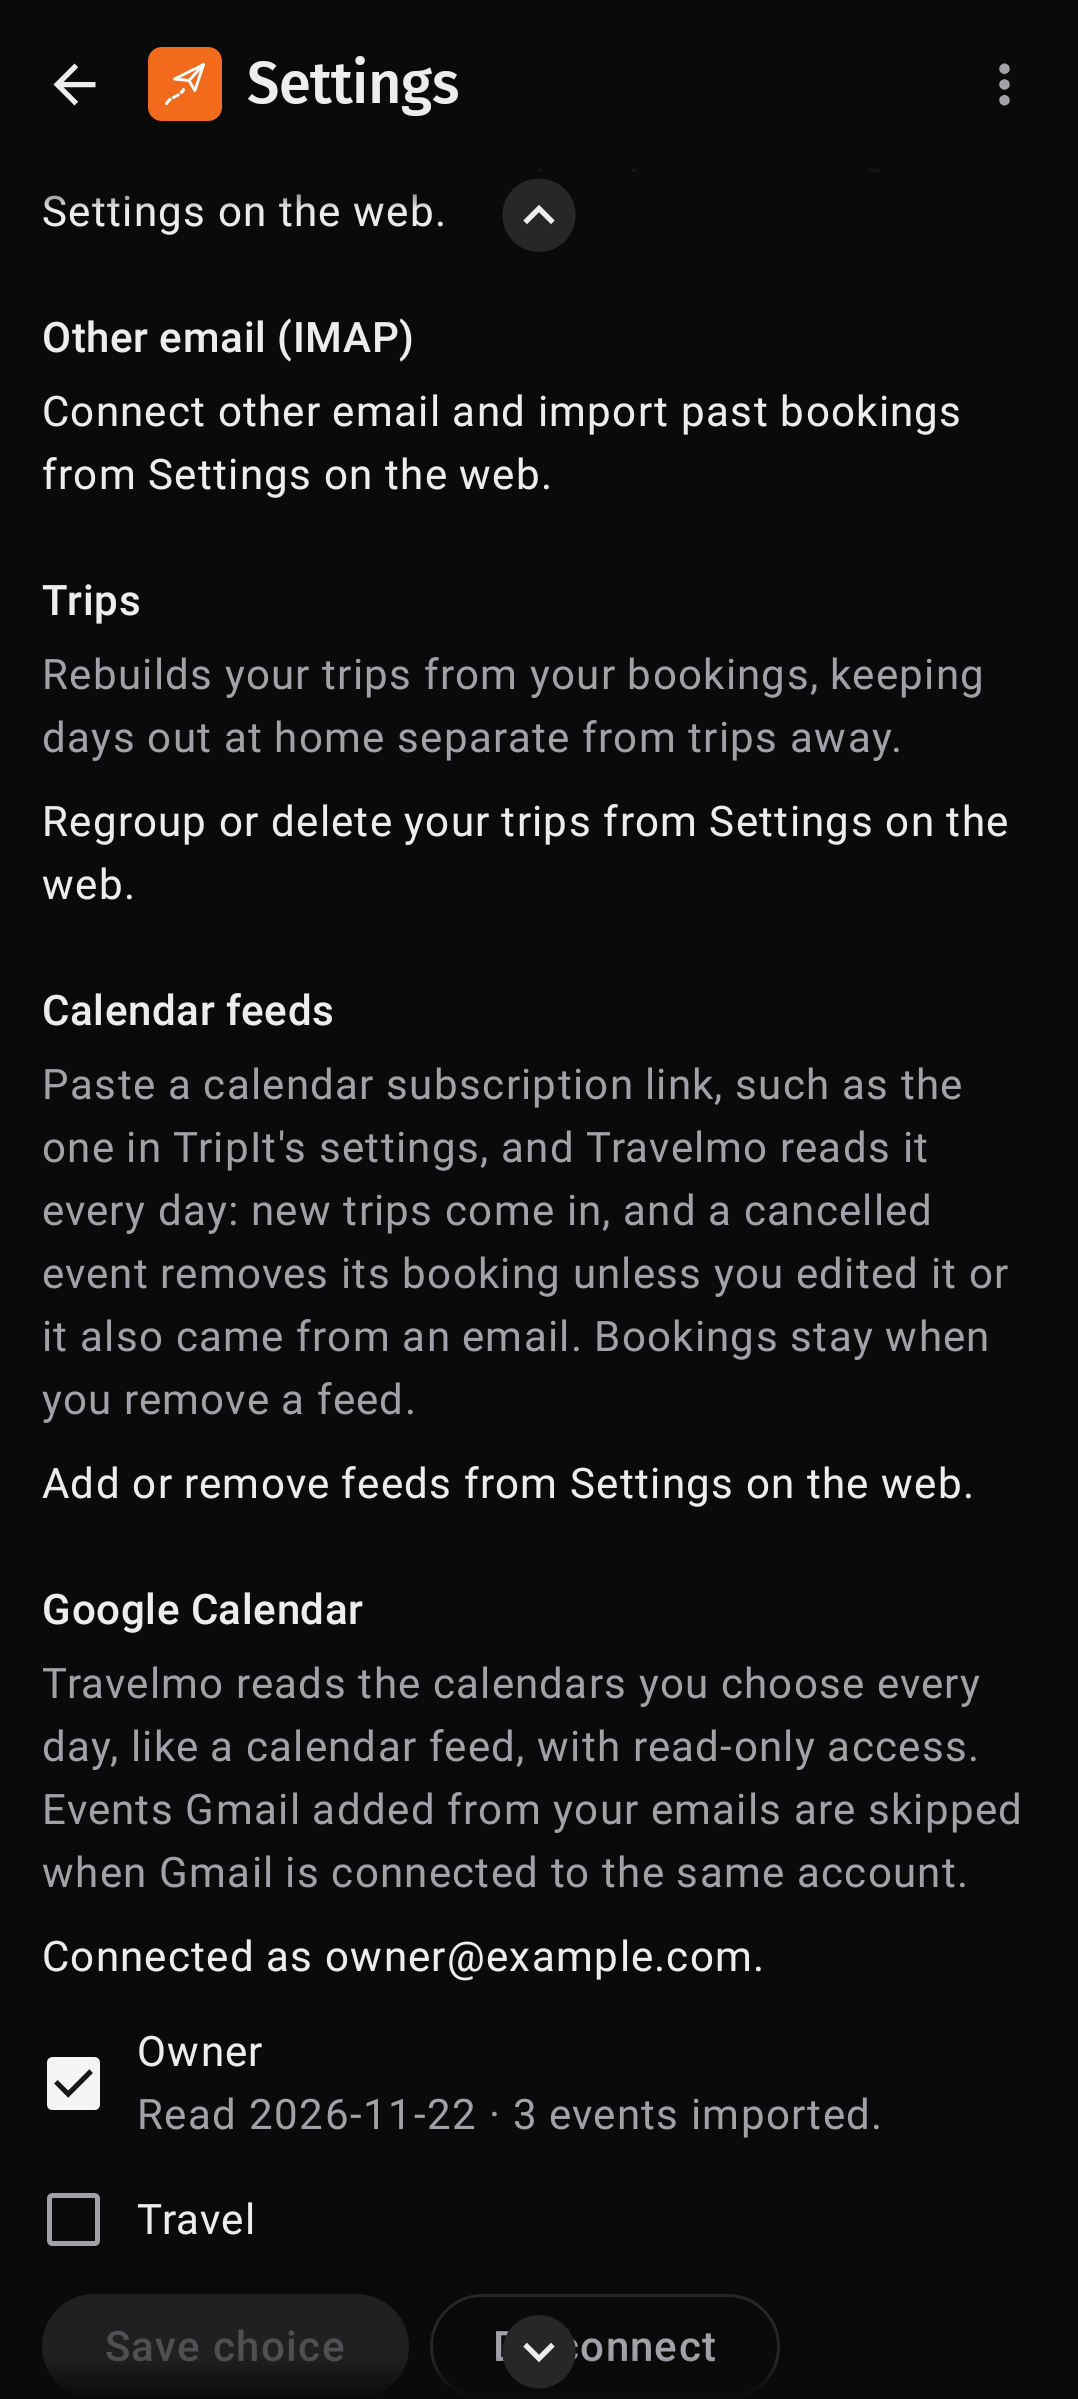 Settings
Settings on the web.
Other email (IMAP)
Connect other email and import past bookings
from Settings on the web.
Trips
Rebuilds your trips from your bookings, keeping
days out at home separate from trips away.
Regroup or delete your trips from Settings on the
web.
Calendar feeds
Paste a calendar subscription link, such as the
one in TripIt's settings, and Travelmo reads it
every day: new trips come in, and a cancelled
event removes its booking unless you edited it or
it also came from an email. Bookings stay when
you remove a feed.
Add or remove feeds from Settings on the web.
Google Calendar
Travelmo reads the calendars you choose every
day, like a calendar feed, with read-only access.
Events Gmail added from your emails are skipped
when Gmail is connected to the same account.
Connected as owner@example.com.
Owner
Read 2026-11-22 · 3 events imported.
Travel
Save choice